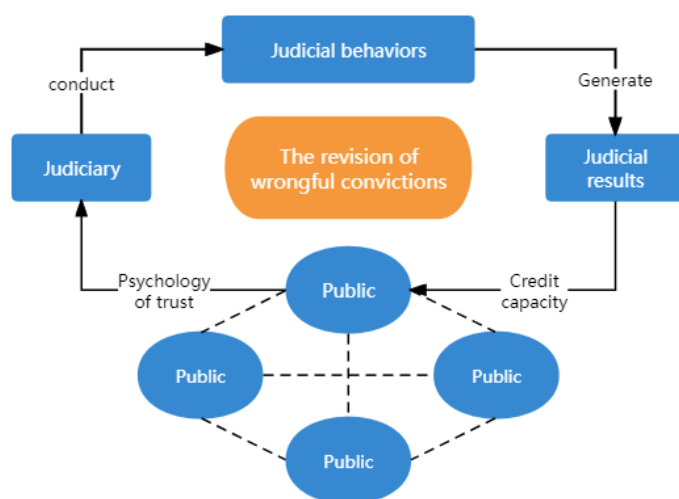 Judicial behaviors
conduct
Generate
The revision of
wrongful convictions
Judiciary
Judicial
results
Psychology
of trust
Public
Credit
capacity
Public
Public
Public